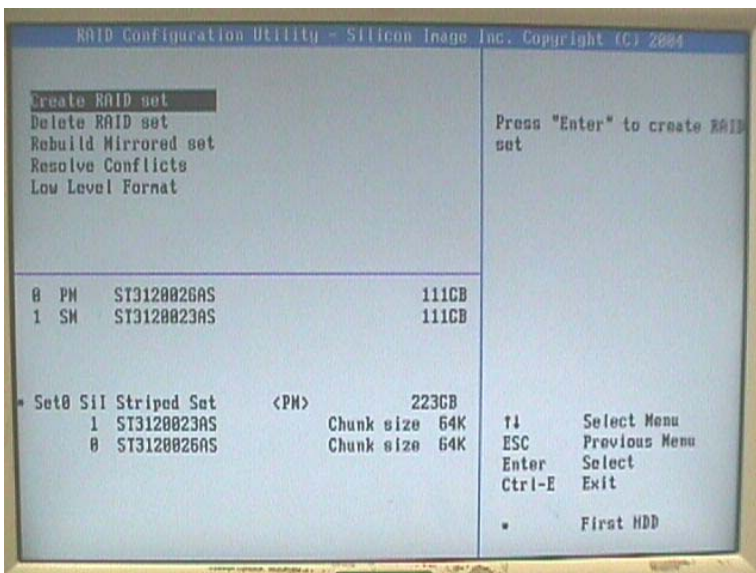 RAID Configuration Utility - Silicon Image Inc. Copyright (C) 2004
Create RAID set
Delete RAID set
Rebuild Mirrored set
Resolve Conflicts
Low Level Format
Press "Enter" to create RAID
set
0 PM ST3120026AS 111GB
1 SM ST3120023AS 111GB
* Set0 SiI Striped Set <PM> 223GB
1 ST3120023AS Chunk size 64K
0 ST3120026AS Chunk size 64K
↑↓ Select Menu
ESC Previous Menu
Enter Select
Ctrl-E Exit
* First HDD